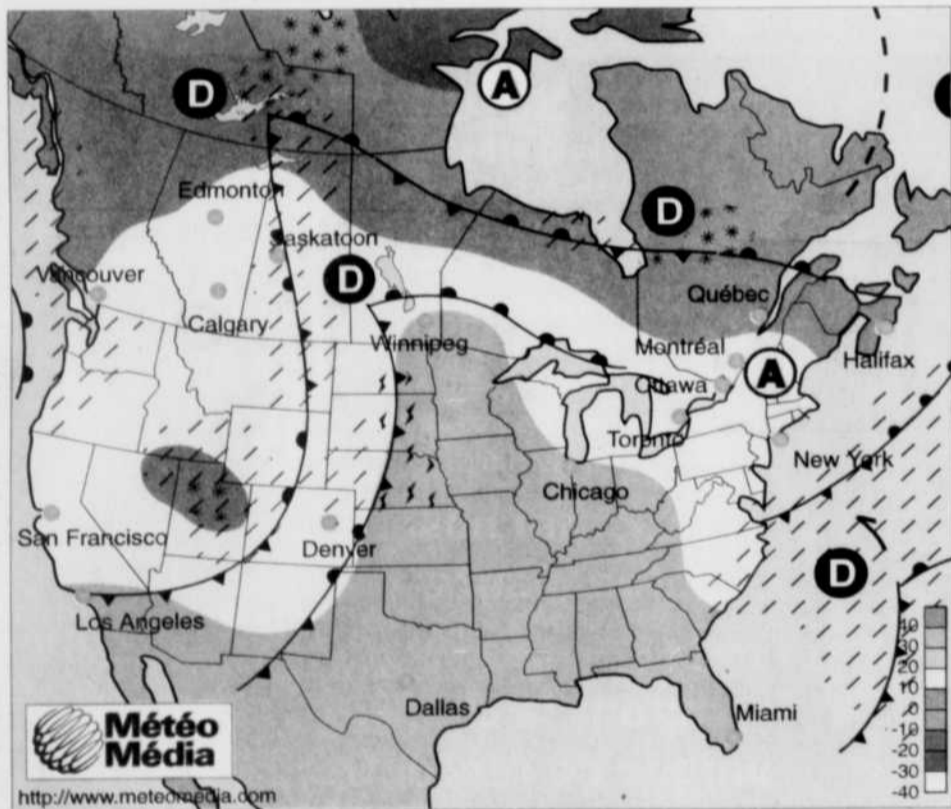 A
D
D
Edmonton
Saskatoon
D
Vancouver
Québec
Calgary
Winnipeg
Montréal
Halifax
A
Ottawa
Toronto
New York
Chicago
San Francisco
Denver
D
Los Angeles
40
30
20
10
0
-10
-20
-30
-40
Dallas
Miami
Météo
Média
http://www.meteomedia.com